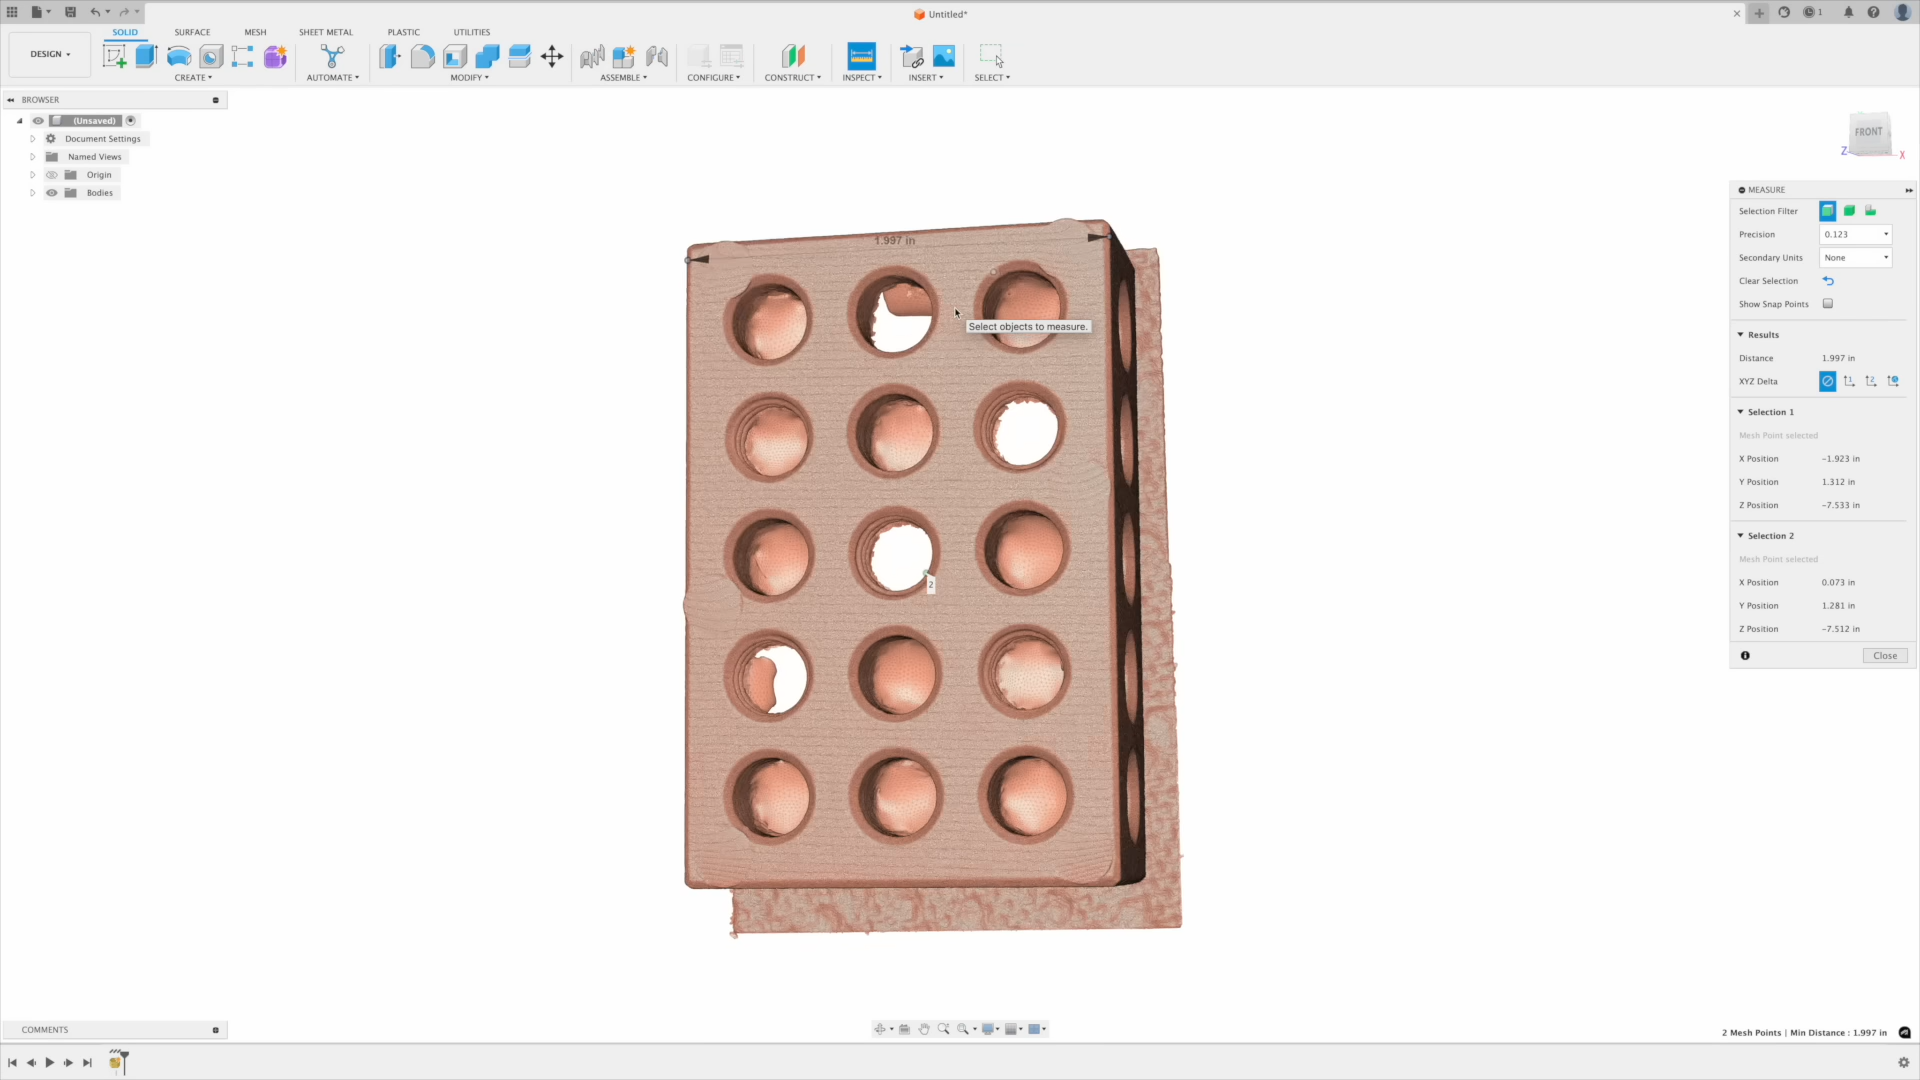 Untitled*
1
DESIGN
SOLID
SURFACE
MESH
SHEET METAL
PLASTIC
UTILITIES
CREATE
AUTOMATE
MODIFY
ASSEMBLE
CONFIGURE
CONSTRUCT
INSPECT
INSERT
SELECT
BROWSER
(Unsaved)
Document Settings
Named Views
Origin
Bodies
FRONT
Z
X
1.997 in
Select objects to measure.
2
MEASURE
Selection Filter
Precision 0.123
Secondary Units None
Clear Selection
Show Snap Points
Results
Distance 1.997 in
XYZ Delta
Selection 1
Mesh Point selected
X Position -1.923 in
Y Position 1.312 in
Z Position -7.533 in
Selection 2
Mesh Point selected
X Position 0.073 in
Y Position 1.281 in
Z Position -7.512 in
Close
COMMENTS
2 Mesh Points | Min Distance : 1.997 in